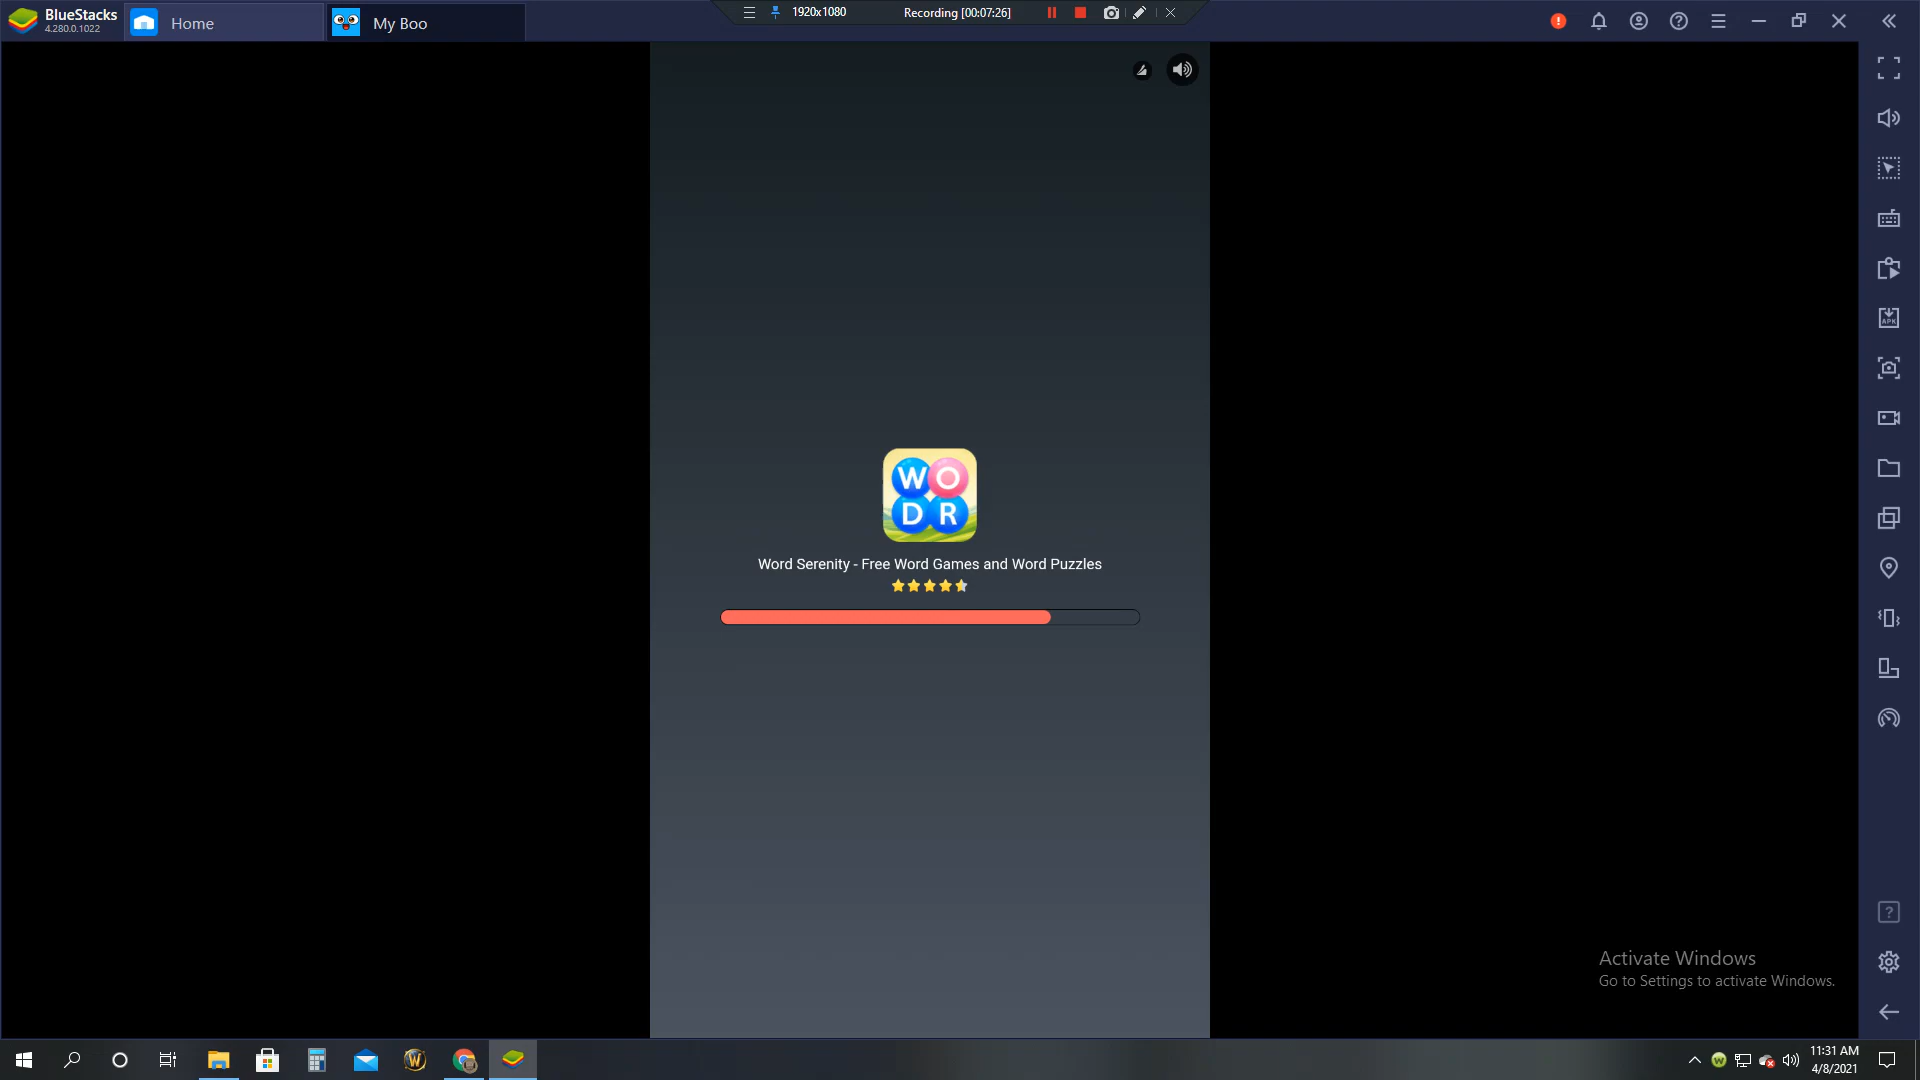 BlueStacks
4.280.0.1022
Home
My Boo
1920x1080
Recording [00:07:26]
W O
D R
Word Serenity - Free Word Games and Word Puzzles
APK
Activate Windows
Go to Settings to activate Windows.
11:31 AM
4/8/2021